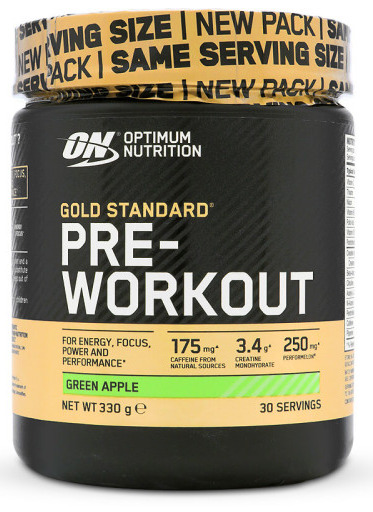 VING SIZE | NEW PACK | SA
NEW PACK | SAME SERVING SIZE
SIZE | NEW PACK |
ON® OPTIMUM
NUTRITION
GOLD STANDARD®
PRE-
WORKOUT
FOR ENERGY, FOCUS,
POWER AND
PERFORMANCE*
175 mg▲
CAFFEINE FROM
NATURAL SOURCES
3.4 g▲
CREATINE
MONOHYDRATE
250 mg▲
PERFORMELON®
GREEN APPLE
NET WT 330 g ℮
30 SERVINGS